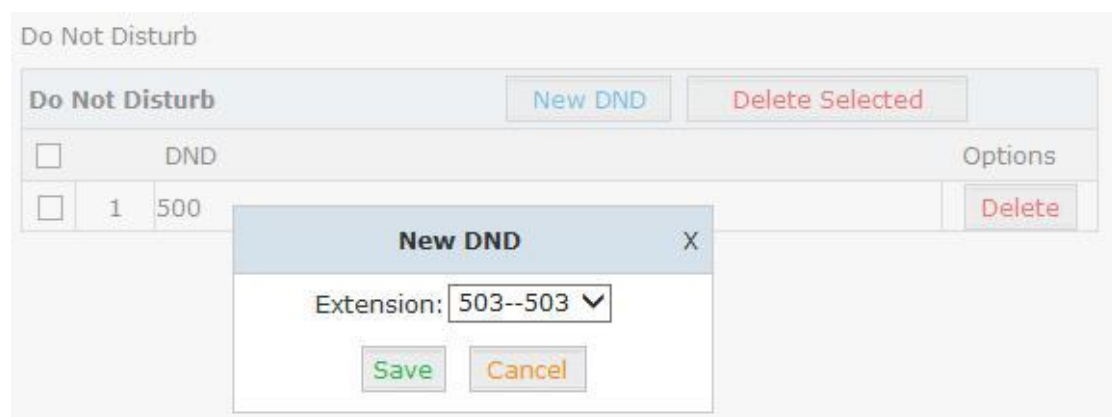 Do Not Disturb
Do Not Disturb New DND Delete Selected
DND Options
1 500 Delete
New DND X
Extension: 503--503
Save Cancel